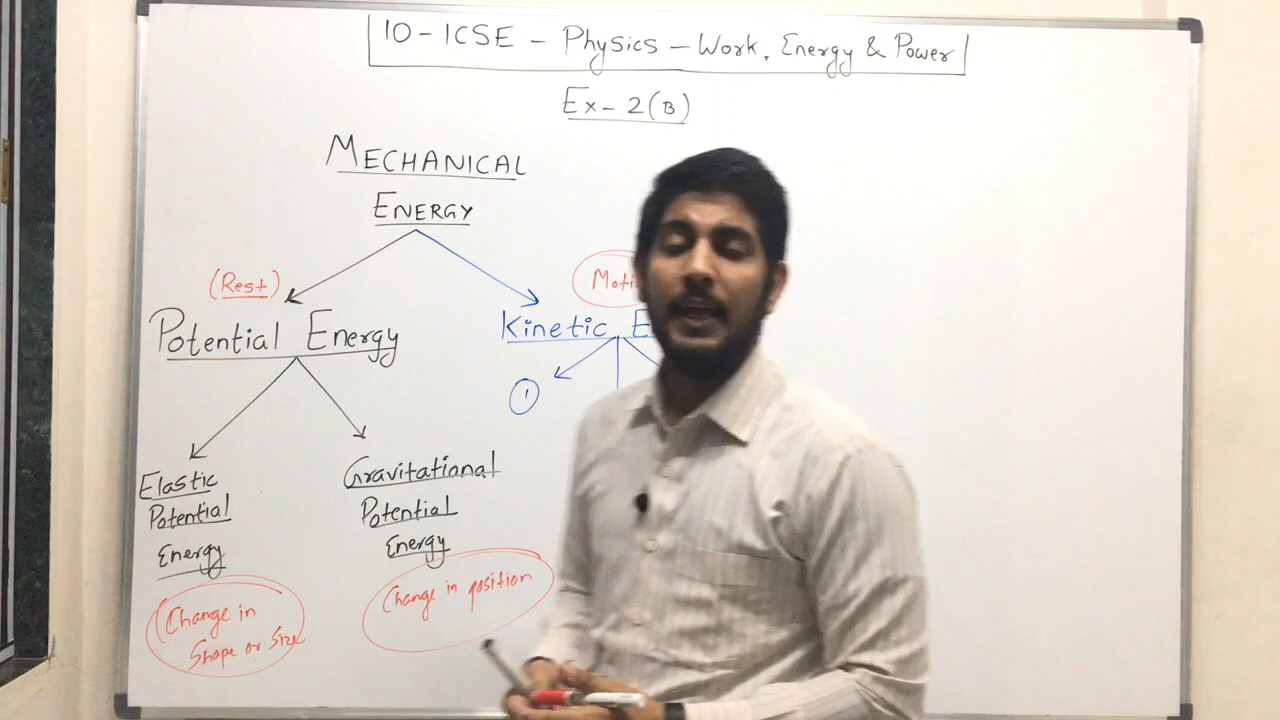 10 - ICSE - Physics - Work, Energy & Power
Ex - 2(B)
MECHANICAL
ENERGY
(Rest)
Potential Energy
Kinetic
1
Elastic
Potential
Energy
Gravitational
Potential
Energy
(Change in
Shape or Size
Change in position